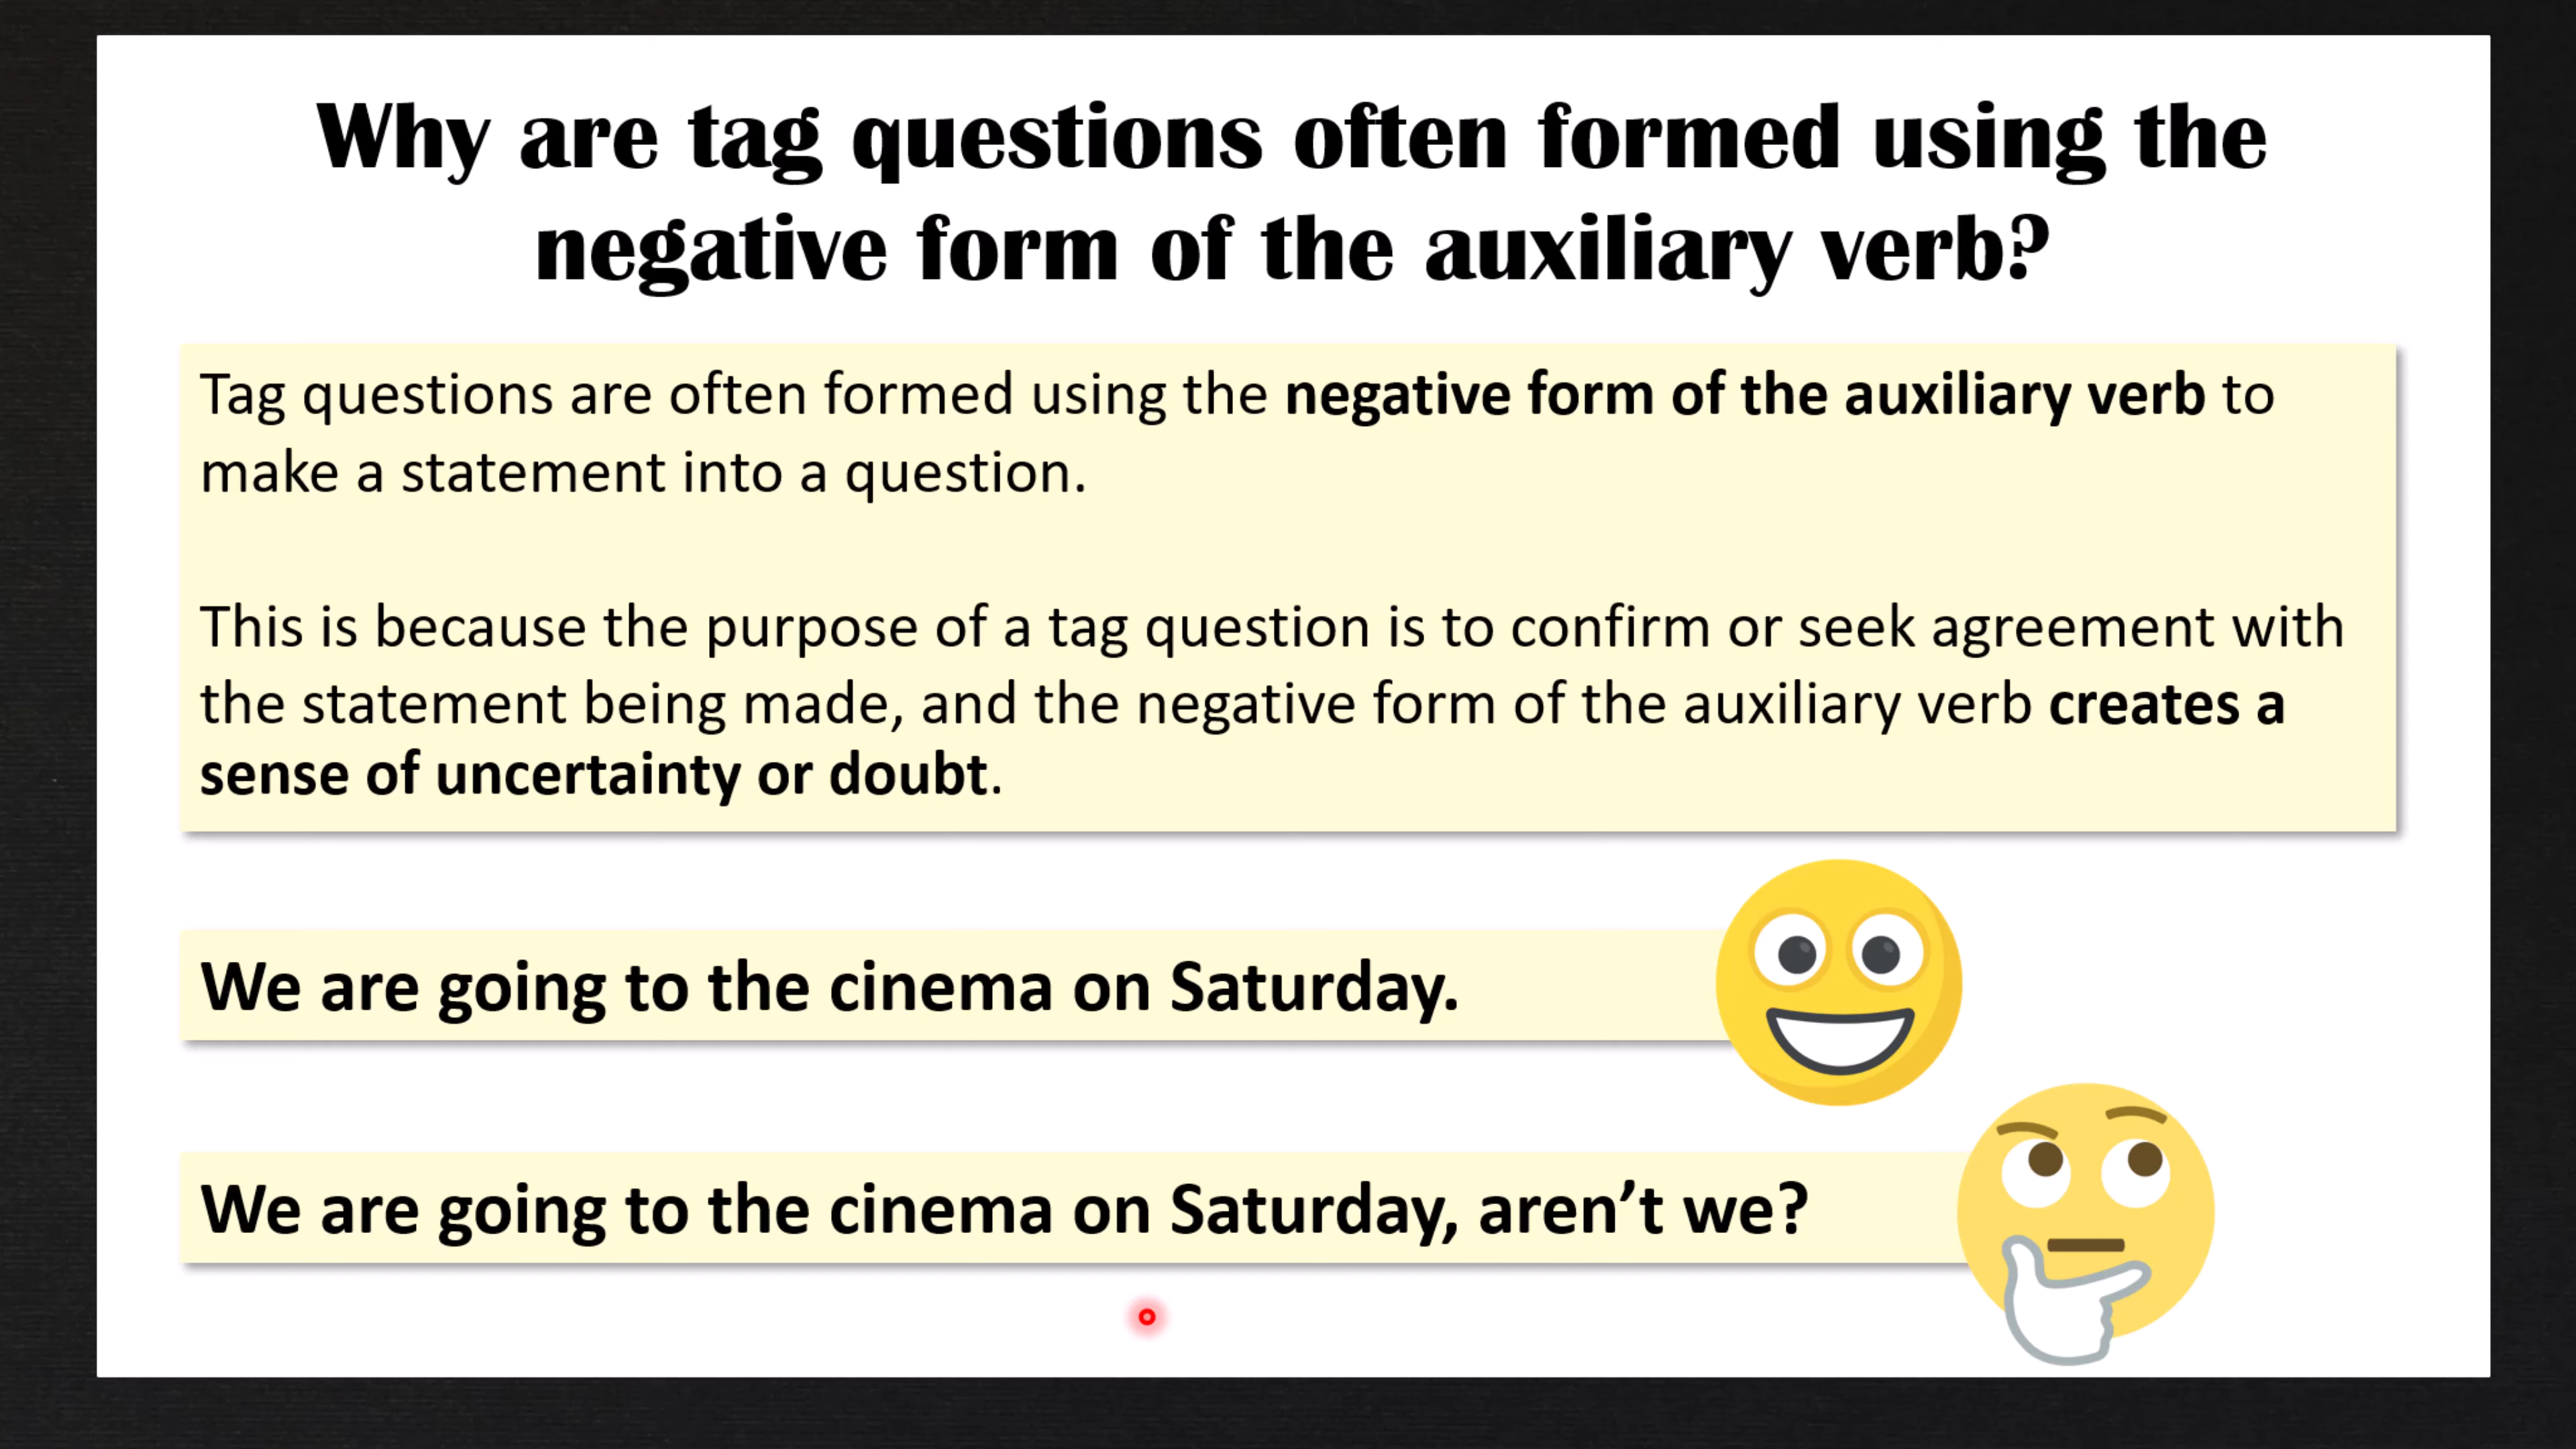 Why are tag questions often formed using the
negative form of the auxiliary verb?
Tag questions are often formed using the negative form of the auxiliary verb to
make a statement into a question.
This is because the purpose of a tag question is to confirm or seek agreement with
the statement being made, and the negative form of the auxiliary verb creates a
sense of uncertainty or doubt.
We are going to the cinema on Saturday.
We are going to the cinema on Saturday, aren’t we?